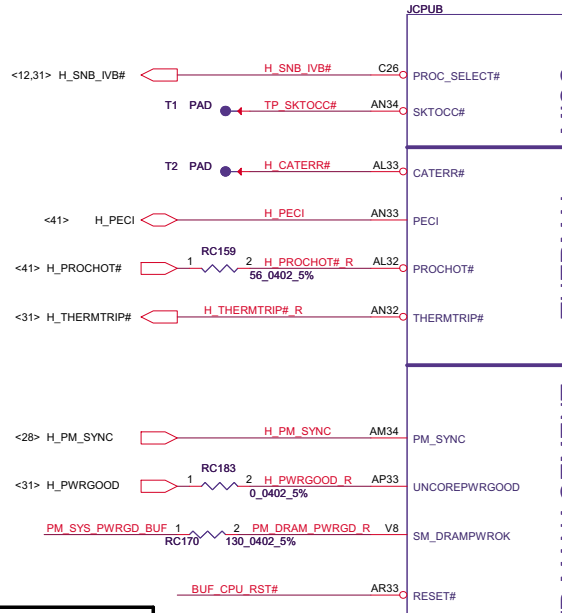 JCPUB
<12,31> H_SNB_IVB# H_SNB_IVB# C26 PROC_SELECT#
T1 PAD TP_SKTOCC# AN34 SKTOCC#
T2 PAD H_CATERR# AL33 CATERR#
<41> H_PECI H_PECI AN33 PECI
RC159
<41> H_PROCHOT# 1 2 H_PROCHOT#_R AL32 PROCHOT#
56_0402_5%
<31> H_THERMTRIP# H_THERMTRIP#_R AN32 THERMTRIP#
<28> H_PM_SYNC H_PM_SYNC AM34 PM_SYNC
RC183
<31> H_PWRGOOD 1 2 H_PWRGOOD_R AP33 UNCOREPWRGOOD
0_0402_5%
PM_SYS_PWRGD_BUF 1 2 PM_DRAM_PWRGD_R V8 SM_DRAMPWROK
RC170 130_0402_5%
BUF_CPU_RST# AR33 RESET#